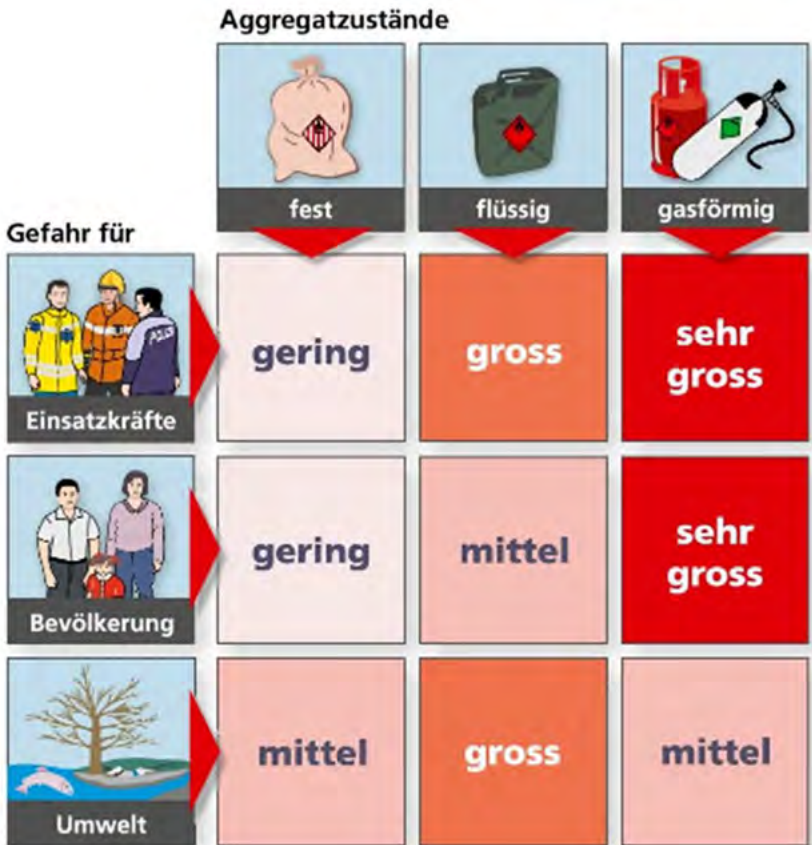 Aggregatzustände
fest
flüssig
gasförmig
Gefahr für
Einsatzkräfte
POLIZEI
gering
gross
sehr
gross
Bevölkerung
gering
mittel
sehr
gross
Umwelt
mittel
gross
mittel